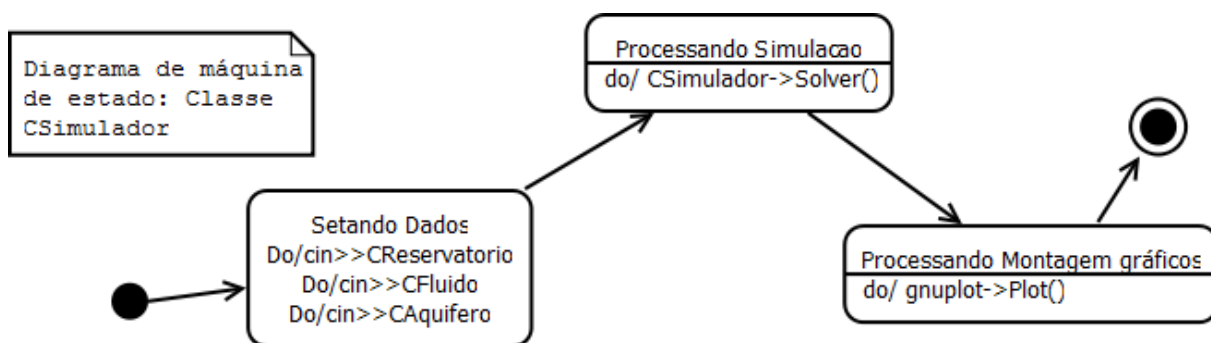 Diagrama de máquina
de estado: Classe
CSimulador
Processando Simulacao
do/ CSimulador->Solver()
Setando Dados
Do/cin>>CReservatorio
Do/cin>>CFluido
Do/cin>>CAquifero
Processando Montagem gráficos
do/ gnuplot->Plot()